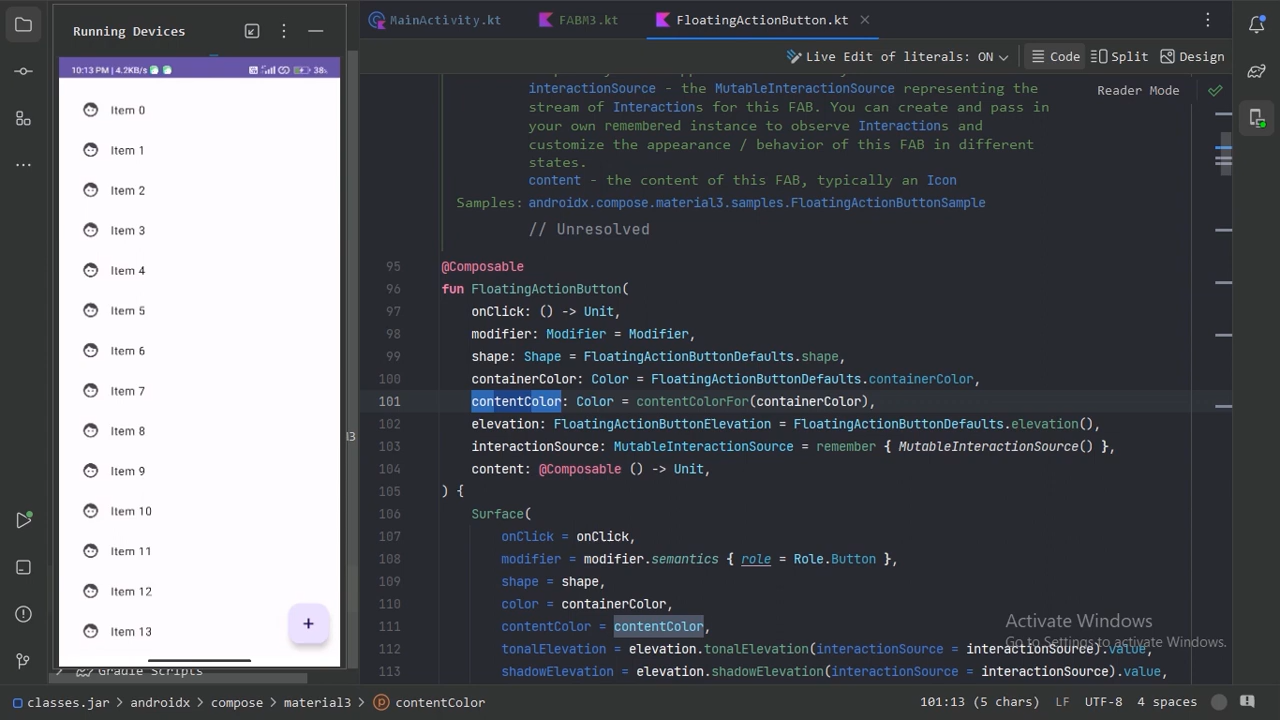 Running Devices
10:13 PM | 4.2KB/s
38%
Item 0
Item 1
Item 2
Item 3
Item 4
Item 5
Item 6
Item 7
Item 8
Item 9
Item 10
Item 11
Item 12
Item 13
+
Gradle Scripts
13
MainActivity.kt
FABM3.kt
FloatingActionButton.kt
Live Edit of literals: ON
Code
Split
Design
Reader Mode
interactionSource - the MutableInteractionSource representing the
stream of Interactions for this FAB. You can create and pass in
your own remembered instance to observe Interactions and
customize the appearance / behavior of this FAB in different
states.
content - the content of this FAB, typically an Icon
Samples: androidx.compose.material3.samples.FloatingActionButtonSample
// Unresolved
95 @Composable
96 fun FloatingActionButton(
97 onClick: () -> Unit,
98 modifier: Modifier = Modifier,
99 shape: Shape = FloatingActionButtonDefaults.shape,
100 containerColor: Color = FloatingActionButtonDefaults.containerColor,
101 contentColor: Color = contentColorFor(containerColor),
102 elevation: FloatingActionButtonElevation = FloatingActionButtonDefaults.elevation(),
103 interactionSource: MutableInteractionSource = remember { MutableInteractionSource() },
104 content: @Composable () -> Unit,
105 ) {
106 Surface(
107 onClick = onClick,
108 modifier = modifier.semantics { role = Role.Button },
109 shape = shape,
110 color = containerColor,
111 contentColor = contentColor,
112 tonalElevation = elevation.tonalElevation(interactionSource = interactionSource).value,
113 shadowElevation = elevation.shadowElevation(interactionSource = interactionSource).value,
Activate Windows
Go to Settings to activate Windows.
classes.jar > androidx > compose > material3 > contentColor
101:13 (5 chars)
LF
UTF-8
4 spaces